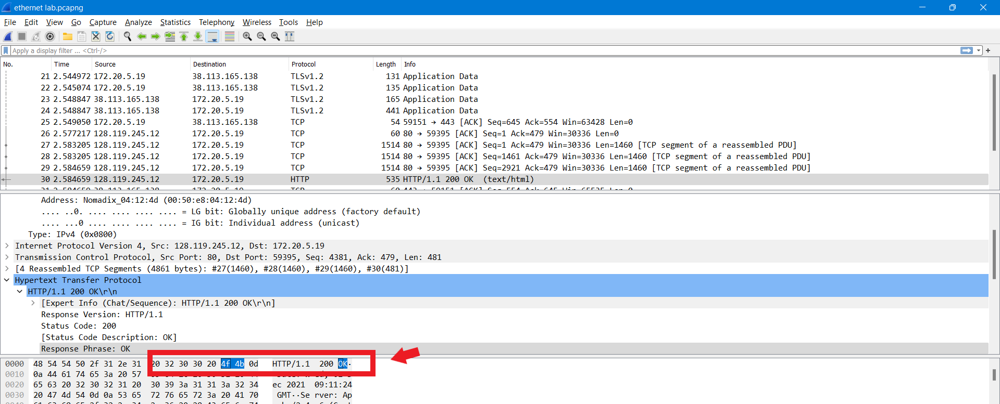 ethernet lab.pcapng
File Edit View Go Capture Analyze Statistics Telephony Wireless Tools Help
Apply a display filter ... <Ctrl-/>
No. Time Source Destination Protocol Length Info
21 2.544972 172.20.5.19 38.113.165.138 TLSv1.2 131 Application Data
22 2.545074 172.20.5.19 38.113.165.138 TLSv1.2 135 Application Data
23 2.548847 38.113.165.138 172.20.5.19 TLSv1.2 165 Application Data
24 2.548847 38.113.165.138 172.20.5.19 TLSv1.2 441 Application Data
25 2.549050 172.20.5.19 38.113.165.138 TCP 54 59151 → 443 [ACK] Seq=645 Ack=554 Win=63428 Len=0
26 2.577217 128.119.245.12 172.20.5.19 TCP 60 80 → 59395 [ACK] Seq=1 Ack=479 Win=30336 Len=0
27 2.583205 128.119.245.12 172.20.5.19 TCP 1514 80 → 59395 [ACK] Seq=1 Ack=479 Win=30336 Len=1460 [TCP segment of a reassembled PDU]
28 2.583205 128.119.245.12 172.20.5.19 TCP 1514 80 → 59395 [ACK] Seq=1461 Ack=479 Win=30336 Len=1460 [TCP segment of a reassembled PDU]
29 2.584659 128.119.245.12 172.20.5.19 TCP 1514 80 → 59395 [ACK] Seq=2921 Ack=479 Win=30336 Len=1460 [TCP segment of a reassembled PDU]
30 2.584659 128.119.245.12 172.20.5.19 HTTP 535 HTTP/1.1 200 OK (text/html)
Address: Nomadix_04:12:4d (00:50:e8:04:12:4d)
.... ..0. .... .... .... .... = LG bit: Globally unique address (factory default)
.... ...0 .... .... .... .... = IG bit: Individual address (unicast)
Type: IPv4 (0x0800)
Internet Protocol Version 4, Src: 128.119.245.12, Dst: 172.20.5.19
Transmission Control Protocol, Src Port: 80, Dst Port: 59395, Seq: 4381, Ack: 479, Len: 481
[4 Reassembled TCP Segments (4861 bytes): #27(1460), #28(1460), #29(1460), #30(481)]
Hypertext Transfer Protocol
HTTP/1.1 200 OK\r\n
[Expert Info (Chat/Sequence): HTTP/1.1 200 OK\r\n]
Response Version: HTTP/1.1
Status Code: 200
[Status Code Description: OK]
Response Phrase: OK
0000 48 54 54 50 2f 31 2e 31 20 32 30 30 20 4f 4b 0d HTTP/1.1 200 OK·
0010 0a 44 61 74 65 3a 20 57
0020 65 63 20 32 30 32 31 20 30 39 3a 31 31 3a 32 34 ec 2021 09:11:24
0030 20 47 4d 54 0d 0a 53 65 72 76 65 72 3a 20 41 70 GMT··Se rver: Ap